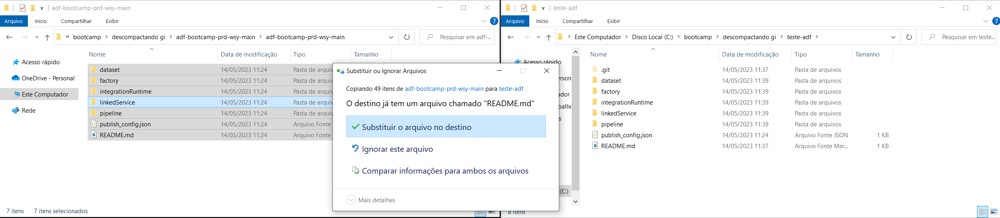 adf-bootcamp-prd-wsy-main
Arquivo Início Compartilhar Exibir
« bootcamp > descompactando gi > adf-bootcamp-prd-wsy-main > adf-bootcamp-prd-wsy-main
Pesquisar em adf-...
Nome Data de modificação Tipo Tamanho
Acesso rápido
OneDrive - Personal
Este Computador
Rede
dataset 14/05/2023 11:24 Pasta de arquiv
factory 14/05/2023 11:24 Pasta de arquiv
integrationRuntime 14/05/2023 11:24 Pasta de arquiv
linkedService 14/05/2023 11:24 Pasta de arquiv
pipeline 14/05/2023 11:24 Pasta de arquiv
publish_config.json 14/05/2023 11:24 Arquivo Fonte
README.md 14/05/2023 11:24 Arquivo Fonte
7 itens 7 itens selecionados
Substituir ou Ignorar Arquivos
Copiando 49 itens de adf-bootcamp-prd-wsy-main para teste-adf
O destino já tem um arquivo chamado "README.md"
Substituir o arquivo no destino
Ignorar este arquivo
Comparar informações para ambos os arquivos
Mais detalhes
teste-adf
Arquivo Início Compartilhar Exibir
> Este Computador > Disco Local (C:) > bootcamp > descompactando gi > teste-adf >
Pesquisar em teste...
Nome Data de modificação Tipo Tamanho
Acesso rápido
erson
ador
balho
s
(C:)
.git 14/05/2023 11:37 Pasta de arquivos
dataset 14/05/2023 11:39 Pasta de arquivos
factory 14/05/2023 11:39 Pasta de arquivos
integrationRuntime 14/05/2023 11:39 Pasta de arquivos
linkedService 14/05/2023 11:39 Pasta de arquivos
pipeline 14/05/2023 11:39 Pasta de arquivos
publish_config.json 14/05/2023 11:24 Arquivo Fonte JSON 1 KB
README.md 14/05/2023 11:37 Arquivo Fonte Mar... 1 KB
8 itens